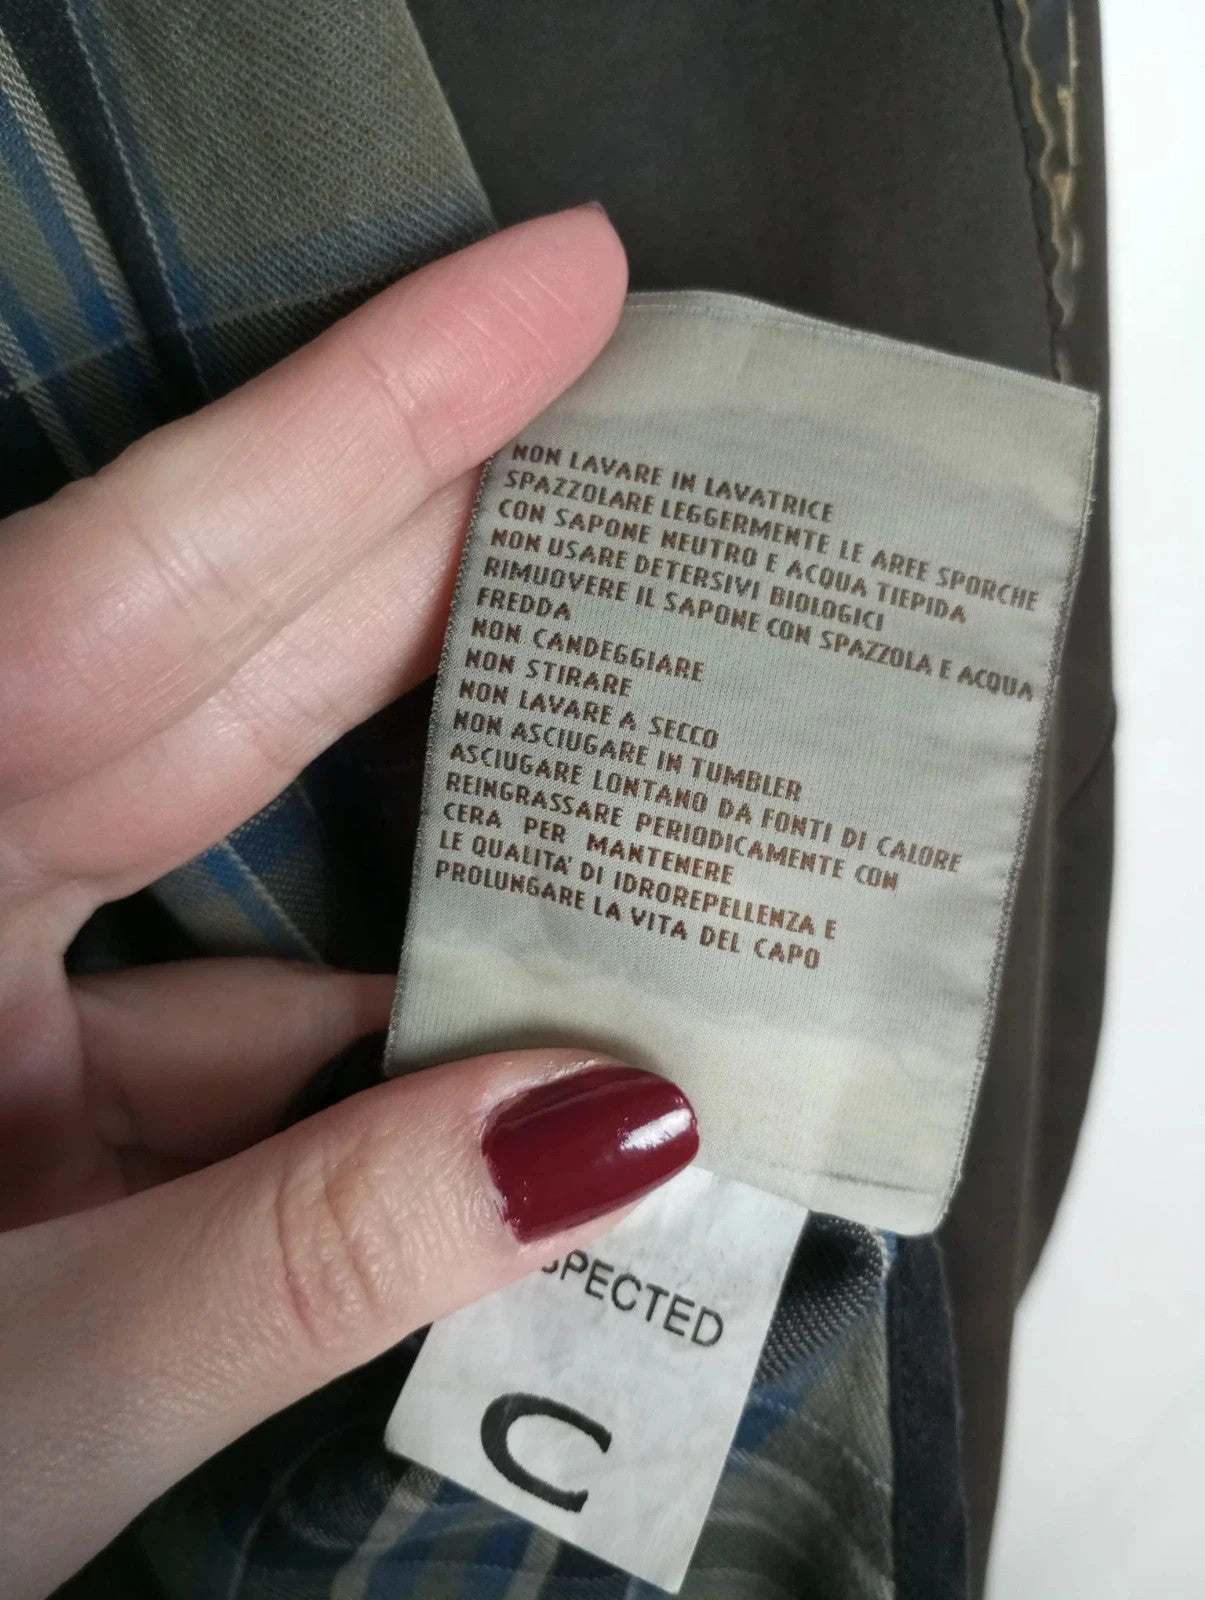 NON LAVARE IN LAVATRICE
SPAZZOLARE LEGGERMENTE LE AREE SPORCHE
CON SAPONE NEUTRO E ACQUA TIEPIDA
NON USARE DETERSIVI BIOLOGICI
RIMUOVERE IL SAPONE CON SPAZZOLA E ACQUA
FREDDA
NON CANDEGGIARE
NON STIRARE
NON LAVARE A SECCO
NON ASCIUGARE IN TUMBLER
ASCIUGARE LONTANO DA FONTI DI CALORE
REINGRASSARE PERIODICAMENTE CON
CERA PER MANTENERE
LE QUALITA' DI IDROREPELLENZA E
PROLUNGARE LA VITA DEL CAPO
SPECTED
C